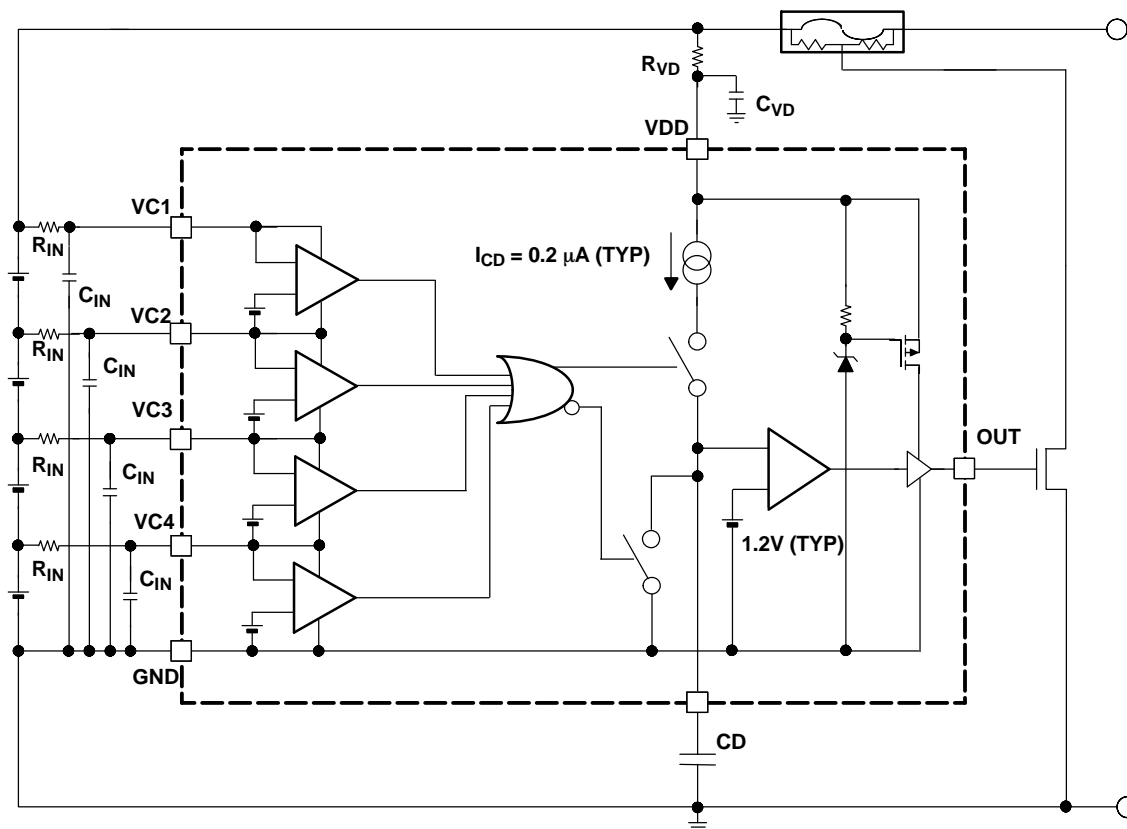 RVD
CVD
VDD
VC1
RIN
ICD = 0.2 μA (TYP)
CIN
VC2
RIN
CIN
VC3
RIN
CIN
OUT
VC4
1.2V (TYP)
RIN
CIN
GND
CD